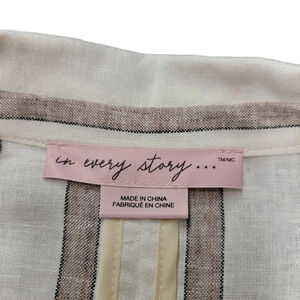 in every story... TM/MC
MADE IN CHINA
FABRIQUÉ EN CHINE